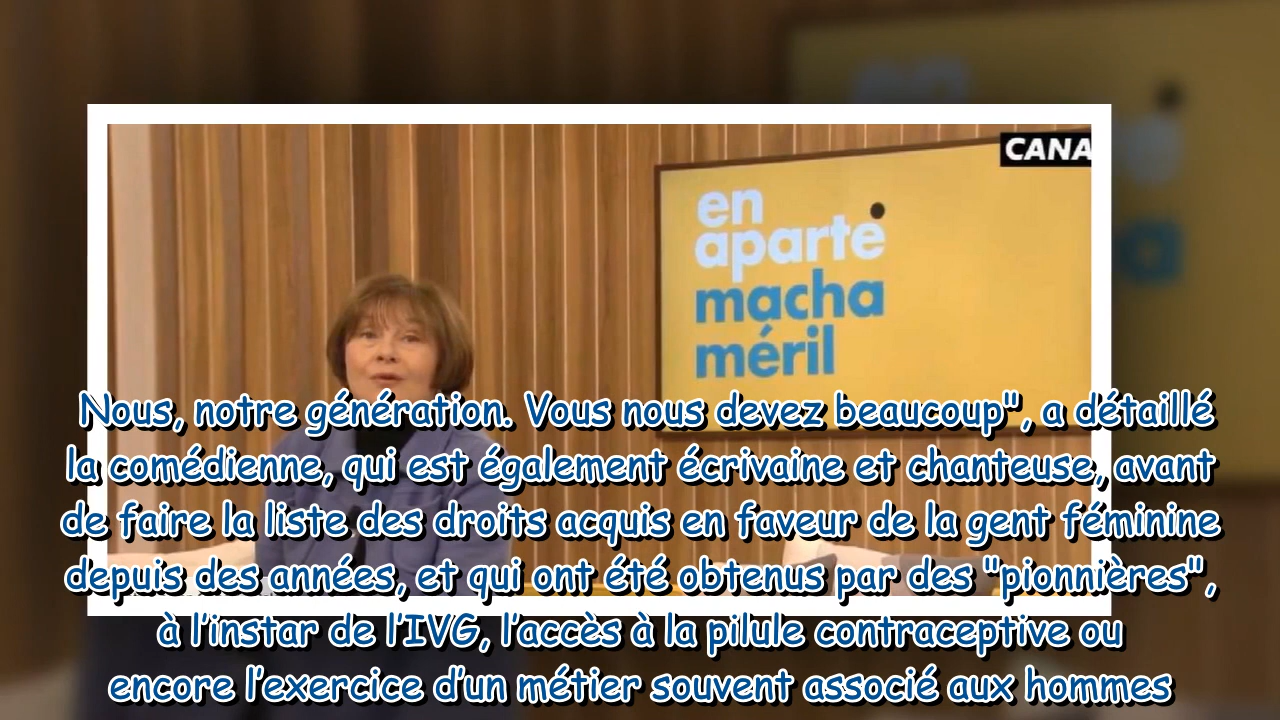 CANA
en
aparté
macha
méril
Nous, notre génération. Vous nous devez beaucoup", a détaillé
la comédienne, qui est également écrivaine et chanteuse, avant
de faire la liste des droits acquis en faveur de la gent féminine
depuis des années, et qui ont été obtenus par des "pionnières",
à l'instar de l'IVG, l'accès à la pilule contraceptive ou
encore l'exercice d'un métier souvent associé aux hommes